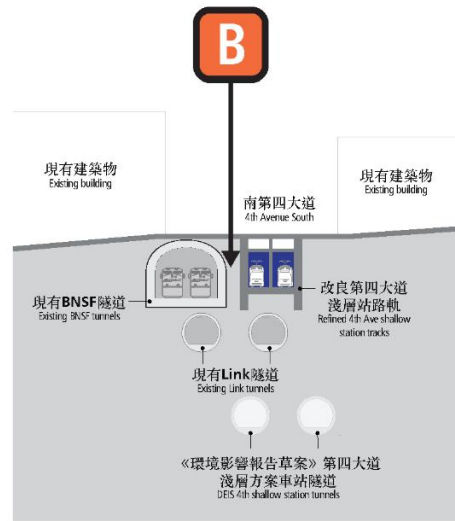 B
現有建築物
Existing building
現有建築物
Existing building
南第四大道
4th Avenue South
現有BNSF隧道
Existing BNSF tunnels
改良第四大道
淺層站路軌
Refined 4th Ave shallow
station tracks
現有Link隧道
Existing Link tunnels
《環境影響報告草案》第四大道
淺層方案車站隧道
DEIS 4th shallow station tunnels